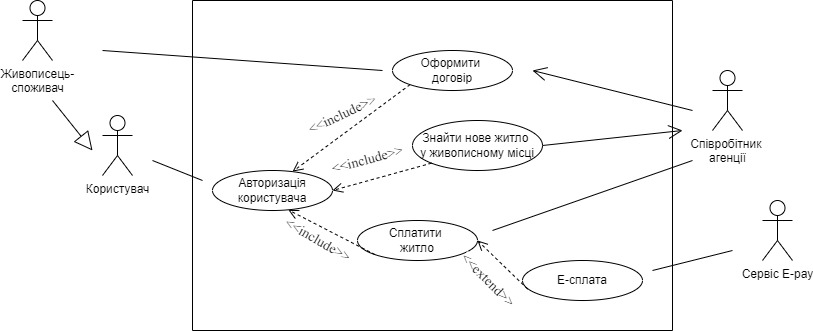 Живописець-
споживач
Користувач
Оформити
договір
<<include>>
Знайти нове житло
у живописному місці
<<include>>
Авторизація
користувача
<<include>>
Сплатити
житло
<<extend>>
Е-сплата
Співробітник
агенції
Сервіс E-pay